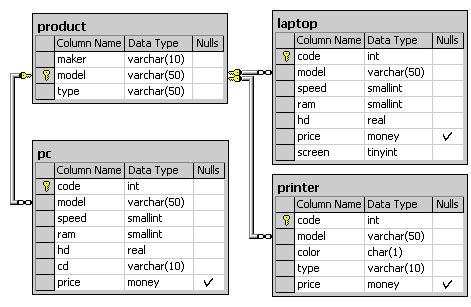 product
Column Name Data Type Nulls
maker varchar(10)
model varchar(50)
type varchar(50)
laptop
Column Name Data Type Nulls
code int
model varchar(50)
speed smallint
ram smallint
hd real
price money
screen tinyint
pc
Column Name Data Type Nulls
code int
model varchar(50)
speed smallint
ram smallint
hd real
cd varchar(10)
price money
printer
Column Name Data Type Nulls
code int
model varchar(50)
color char(1)
type varchar(10)
price money